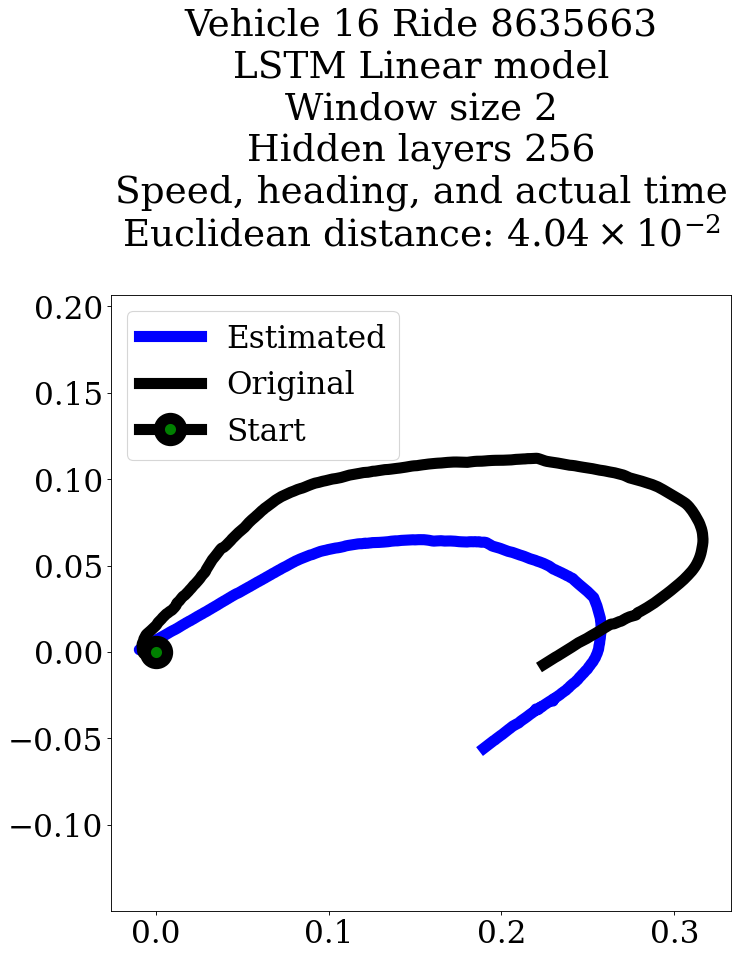 Vehicle 16 Ride 8635663
LSTM Linear model
Window size 2
Hidden layers 256
Speed, heading, and actual time
Euclidean distance: 4.04 × 10⁻²
Estimated
Original
Start
0.20
0.15
0.10
0.05
0.00
−0.05
−0.10
0.0 0.1 0.2 0.3